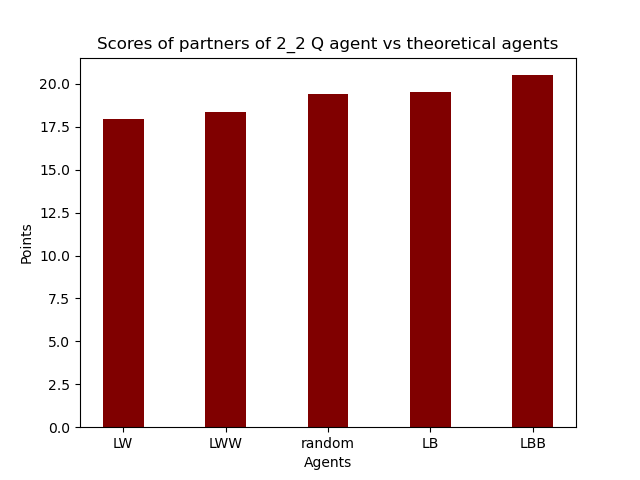 Scores of partners of 2_2 Q agent vs theoretical agents
20.0
17.5
15.0
12.5
10.0
7.5
5.0
2.5
0.0
Points
LW LWW random LB LBB
Agents